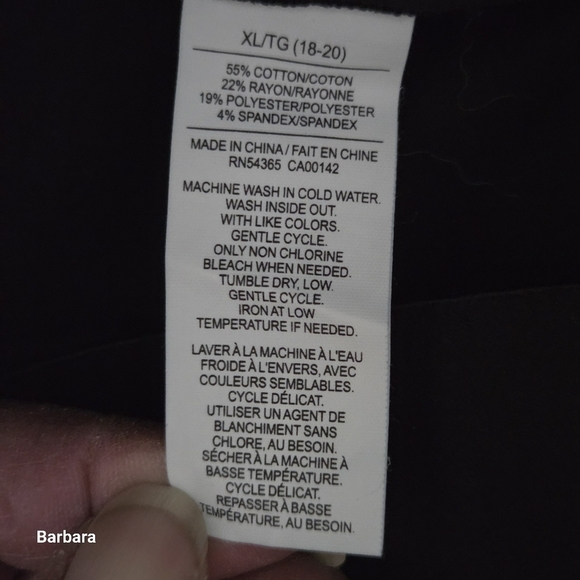 XL/TG (18-20)
55% COTTON/COTON
22% RAYON/RAYONNE
19% POLYESTER/POLYESTER
4% SPANDEX/SPANDEX
MADE IN CHINA / FAIT EN CHINE
RN54365 CA00142
MACHINE WASH IN COLD WATER.
WASH INSIDE OUT.
WITH LIKE COLORS.
GENTLE CYCLE.
ONLY NON CHLORINE
BLEACH WHEN NEEDED.
TUMBLE DRY, LOW.
GENTLE CYCLE.
IRON AT LOW
TEMPERATURE IF NEEDED.
LAVER À LA MACHINE À L'EAU
FROIDE À L'ENVERS, AVEC
COULEURS SEMBLABLES.
CYCLE DÉLICAT.
UTILISER UN AGENT DE
BLANCHIMENT SANS
CHLORE, AU BESOIN.
SÉCHER À LA MACHINE À
BASSE TEMPÉRATURE.
CYCLE DÉLICAT.
REPASSER À BASSE
TEMPÉRATURE, AU BESOIN.
Barbara